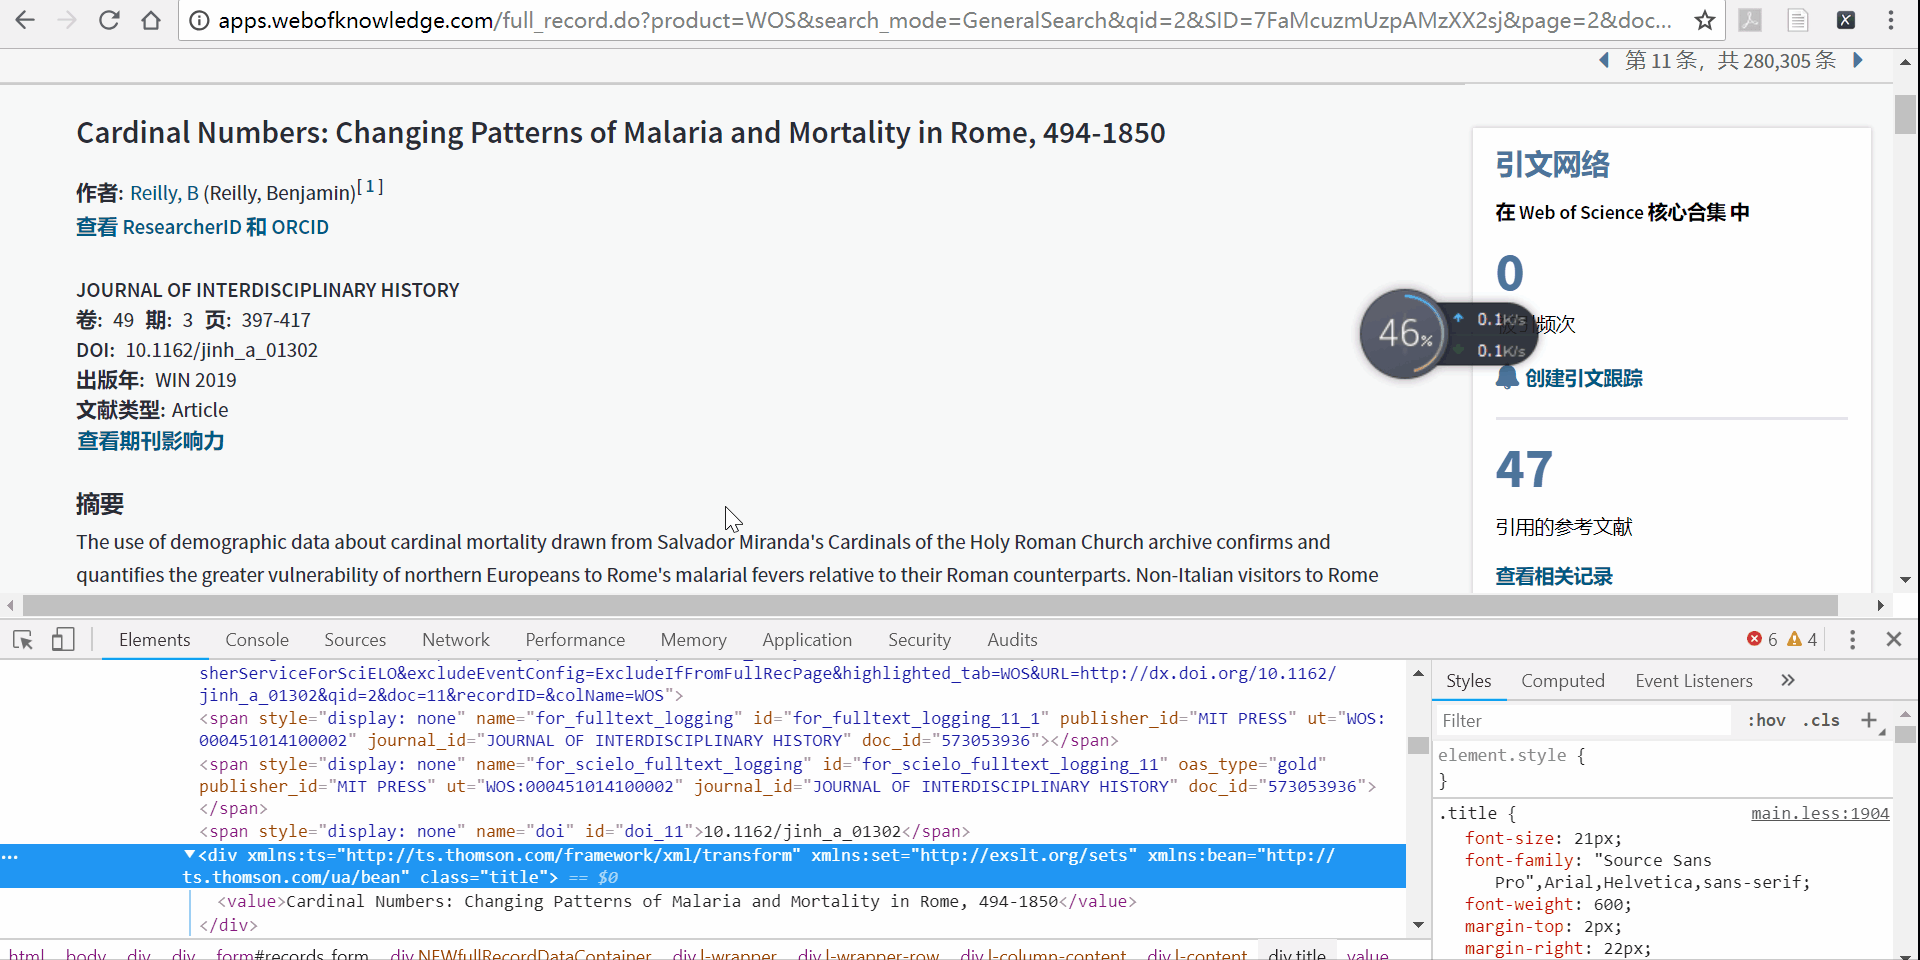 apps.webofknowledge.com/full_record.do?product=WOS&search_mode=GeneralSearch&qid=2&SID=7FaMcuzmUzpAMzXX2sj&page=2&doc...
第 11 条，共 280,305 条
Cardinal Numbers: Changing Patterns of Malaria and Mortality in Rome, 494-1850
作者: Reilly, B (Reilly, Benjamin)[ 1 ]
查看 ResearcherID 和 ORCID
JOURNAL OF INTERDISCIPLINARY HISTORY
卷: 49 期: 3 页: 397-417
DOI: 10.1162/jinh_a_01302
出版年: WIN 2019
文献类型: Article
查看期刊影响力
摘要
The use of demographic data about cardinal mortality drawn from Salvador Miranda's Cardinals of the Holy Roman Church archive confirms and
quantifies the greater vulnerability of northern Europeans to Rome's malarial fevers relative to their Roman counterparts. Non-Italian visitors to Rome
引文网络
在 Web of Science 核心合集 中
0
频次
46%
0.1K/s
0.1K/s
创建引文跟踪
47
引用的参考文献
查看相关记录
Elements Console Sources Network Performance Memory Application Security Audits
6 4
sherServiceForSciELO&excludeEventConfig=ExcludeIfFromFullRecPage&highlighted_tab=WOS&URL=http://dx.doi.org/10.1162/
jinh_a_01302&qid=2&doc=11&recordID=&colName=WOS">
<span style="display: none" name="for_fulltext_logging" id="for_fulltext_logging_11_1" publisher_id="MIT PRESS" ut="WOS:
000451014100002" journal_id="JOURNAL OF INTERDISCIPLINARY HISTORY" doc_id="573053936"></span>
<span style="display: none" name="for_scielo_fulltext_logging" id="for_scielo_fulltext_logging_11" oas_type="gold"
publisher_id="MIT PRESS" ut="WOS:000451014100002" journal_id="JOURNAL OF INTERDISCIPLINARY HISTORY" doc_id="573053936">
</span>
<span style="display: none" name="doi" id="doi_11">10.1162/jinh_a_01302</span>
... ▼<div xmlns:ts="http://ts.thomson.com/framework/xml/transform" xmlns:set="http://exslt.org/sets" xmlns:bean="http://
ts.thomson.com/ua/bean" class="title"> == $0
<value>Cardinal Numbers: Changing Patterns of Malaria and Mortality in Rome, 494-1850</value>
</div>
html body div div form#records_form div.NEWfullRecordDataContainer div.l-wrapper div.l-wrapper-row div.l-column-content div.l-content div.title value
Styles Computed Event Listeners »
Filter :hov .cls +
element.style {
}
.title { main.less:1904
font-size: 21px;
font-family: "Source Sans
Pro",Arial,Helvetica,sans-serif;
font-weight: 600;
margin-top: 2px;
margin-right: 22px;